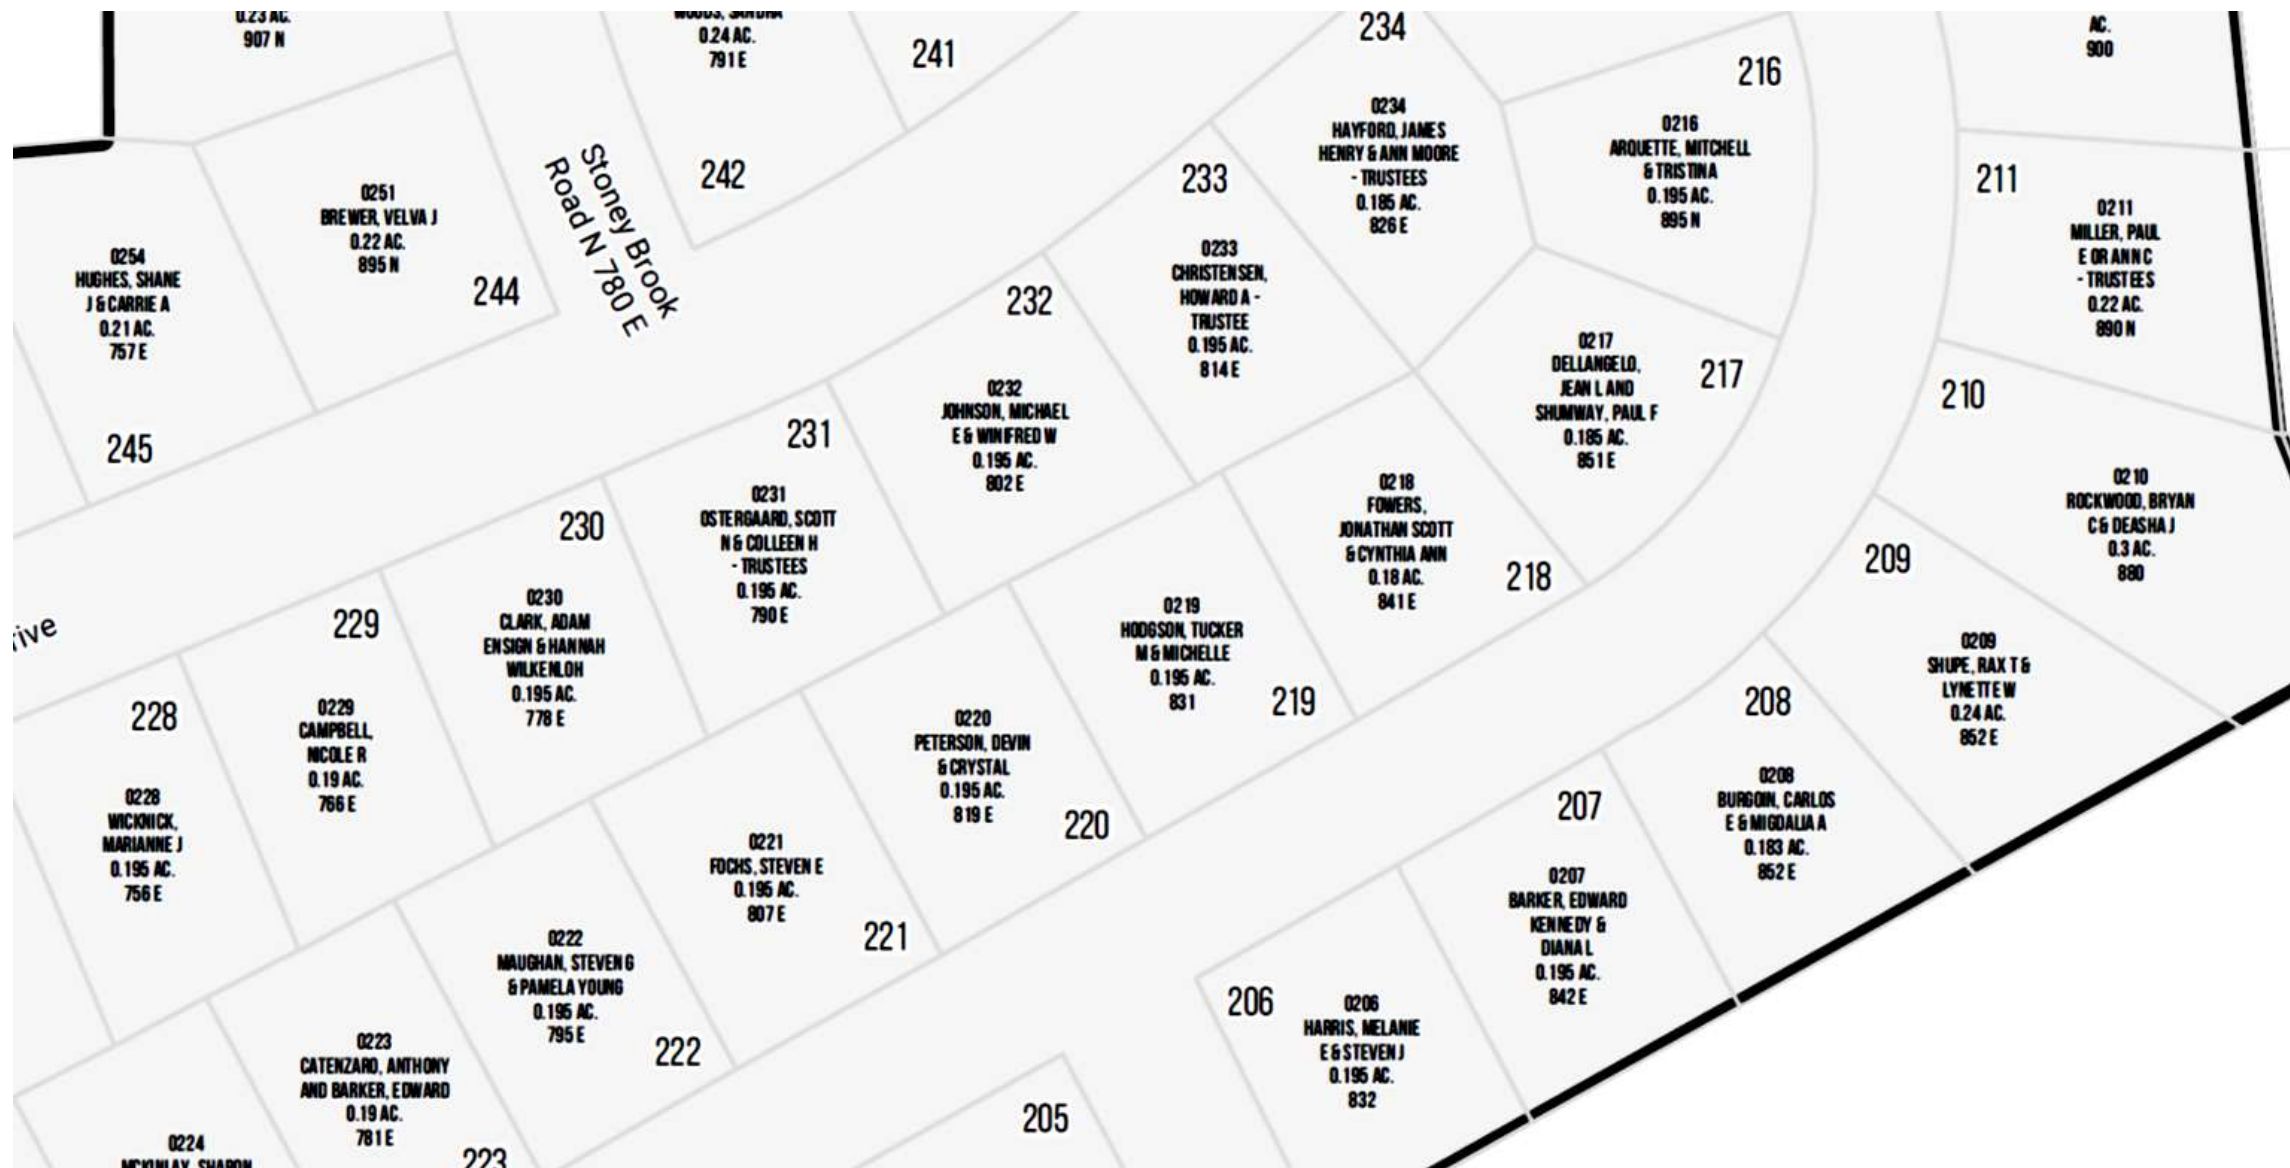 0.23 AC.
907 N
WOODS, SANDRA
0.24 AC.
791 E
241
234
216
AC.
900
242
Stoney Brook
Road N 780 E
0251
BREWER, VELVA J
0.22 AC.
895 N
244
0254
HUGHES, SHANE
J & CARRIE A
0.21 AC.
757 E
245
0234
HAYFORD, JAMES
HENRY & ANN MOORE
- TRUSTEES
0.185 AC.
826 E
0216
ARQUETTE, MITCHELL
& TRISTINA
0.195 AC.
895 N
211
0211
MILLER, PAUL
E OR ANN C
- TRUSTEES
0.22 AC.
890 N
233
0233
CHRISTENSEN,
HOWARD A -
TRUSTEE
0.195 AC.
814 E
232
0232
JOHNSON, MICHAEL
E & WINIFRED W
0.195 AC.
802 E
0217
DELLANGELO,
JEAN L AND
SHUMWAY, PAUL F
0.185 AC.
851 E
217
210
0210
ROCKWOOD, BRYAN
C & DEASHA J
0.3 AC.
880
231
0231
OSTERGAARD, SCOTT
N & COLLEEN H
- TRUSTEES
0.195 AC.
790 E
0218
FOWERS,
JONATHAN SCOTT
& CYNTHIA ANN
0.18 AC.
841 E
218
209
0209
SHUPE, RAX T &
LYNETTE W
0.24 AC.
852 E
230
0230
CLARK, ADAM
ENSIGN & HANNAH
WILKENLOH
0.195 AC.
778 E
0219
HODGSON, TUCKER
M & MICHELLE
0.195 AC.
831
219
208
0208
BURGOIN, CARLOS
E & MIGDALIA A
0.183 AC.
852 E
rive
229
0229
CAMPBELL,
NICOLE R
0.19 AC.
766 E
0220
PETERSON, DEVIN
& CRYSTAL
0.195 AC.
819 E
220
207
0207
BARKER, EDWARD
KENNEDY &
DIANA L
0.195 AC.
842 E
228
0228
WICKNICK,
MARIANNE J
0.195 AC.
756 E
0221
FOCHS, STEVEN E
0.195 AC.
807 E
221
206
0206
HARRIS, MELANIE
E & STEVEN J
0.195 AC.
832
0222
MAUGHAN, STEVEN G
& PAMELA YOUNG
0.195 AC.
795 E
222
205
0223
CATENZARO, ANTHONY
AND BARKER, EDWARD
0.19 AC.
781 E
223
0224
MCKINLAY, SHARON